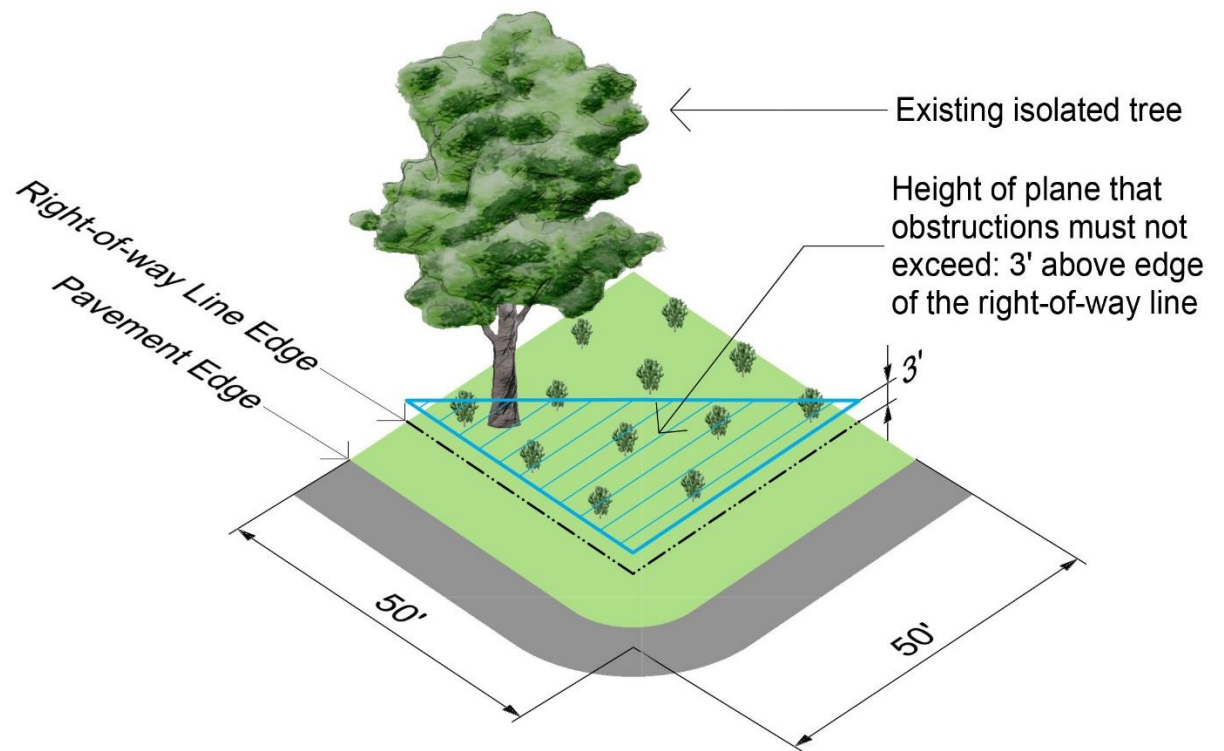 Existing isolated tree
Height of plane that
obstructions must not
exceed: 3' above edge
of the right-of-way line
Right-of-way Line Edge
Pavement Edge
3'
50'
50'